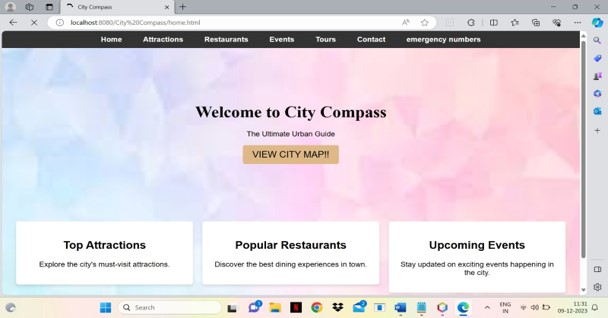 City Compass
localhost:8080/City%20Compass/home.html
Home Attractions Restaurants Events Tours Contact emergency numbers
Welcome to City Compass
The Ultimate Urban Guide
VIEW CITY MAP!!
Top Attractions
Explore the city's must-visit attractions.
Popular Restaurants
Discover the best dining experiences in town.
Upcoming Events
Stay updated on exciting events happening in
the city.
Search
ENG
IN
11:31
09-12-2023